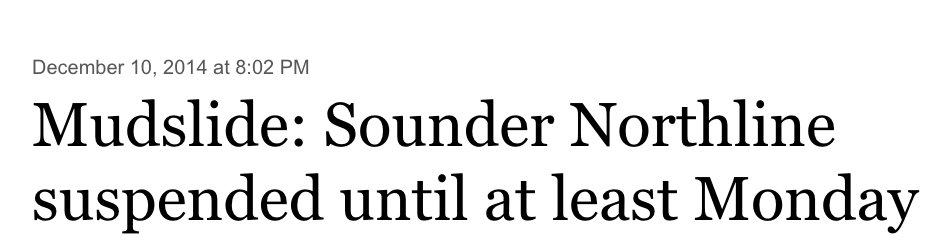 December 10, 2014 at 8:02 PM
Mudslide: Sounder Northline
suspended until at least Monday